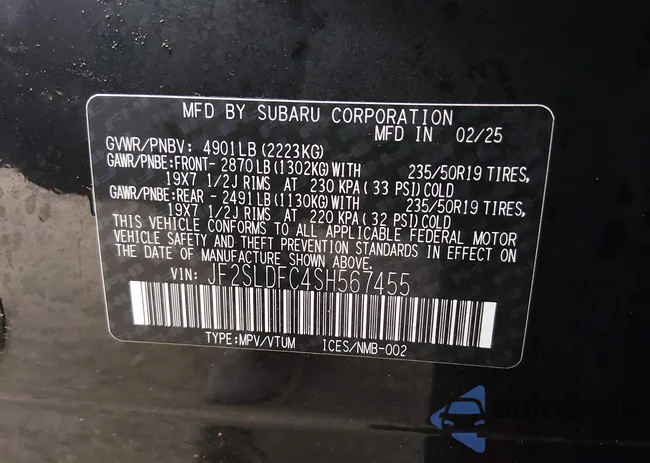 MFD BY SUBARU CORPORATION
MFD IN 02/25
GVWR/PNBV: 4901LB (2223KG)
GAWR/PNBE:FRONT- 2870LB (1302KG) WITH 235/50R19 TIRES,
19X7 1/2J RIMS AT 230 KPA (33 PSI) COLD
GAWR/PNBE:REAR - 2491LB (1130KG) WITH 235/50R19 TIRES,
19X7 1/2J RIMS AT 220 KPA (32 PSI) COLD
THIS VEHICLE CONFORMS TO ALL APPLICABLE FEDERAL MOTOR
VEHICLE SAFETY AND THEFT PREVENTION STANDARDS IN EFFECT ON THE
DATE OF MANUFACTURE SHOWN ABOVE.
VIN: JF2SLDFC4SH567455
TYPE:MPV/VTUM ICES/NMB-002